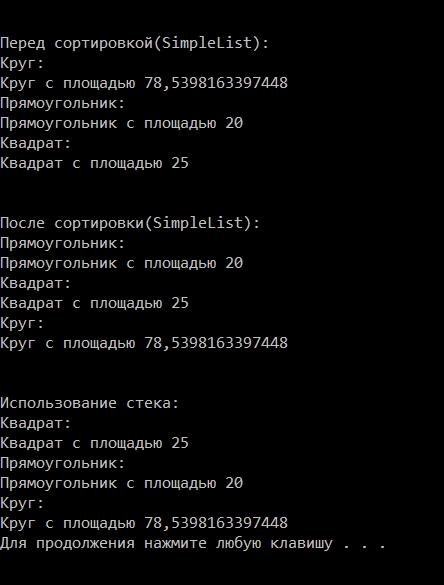 Перед сортировкой(SimpleList):
Круг:
Круг с площадью 78,5398163397448
Прямоугольник:
Прямоугольник с площадью 20
Квадрат:
Квадрат с площадью 25
После сортировки(SimpleList):
Прямоугольник:
Прямоугольник с площадью 20
Квадрат:
Квадрат с площадью 25
Круг:
Круг с площадью 78,5398163397448
Использование стека:
Квадрат:
Квадрат с площадью 25
Прямоугольник:
Прямоугольник с площадью 20
Круг:
Круг с площадью 78,5398163397448
Для продолжения нажмите любую клавишу . . .